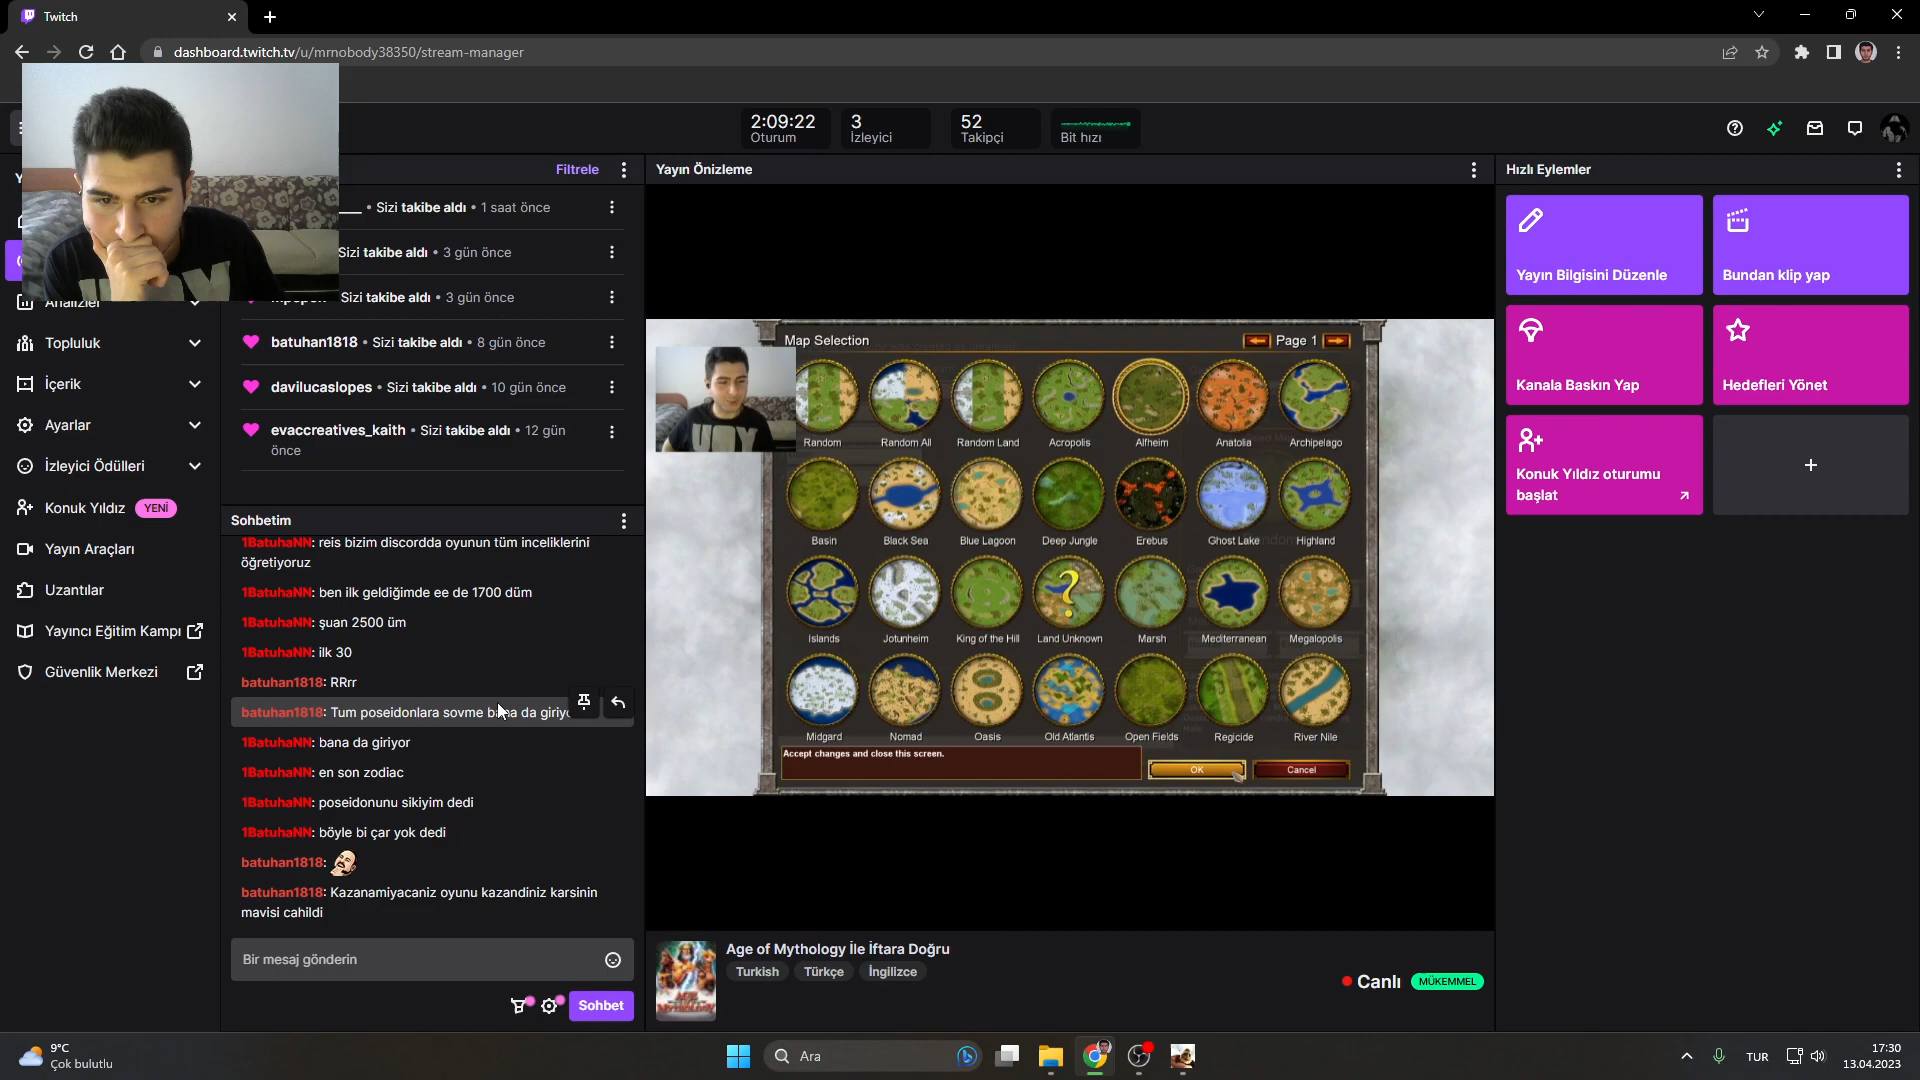 Twitch
dashboard.twitch.tv/u/mrnobody38350/stream-manager
2:09:22
Oturum
3
İzleyici
52
Takipçi
Bit hızı
Filtrele
Sizi takibe aldı • 1 saat önce
Sizi takibe aldı • 3 gün önce
Sizi takibe aldı • 3 gün önce
batuhan1818 • Sizi takibe aldı • 8 gün önce
davilucaslopes • Sizi takibe aldı • 10 gün önce
evaccreatives_kaith • Sizi takibe aldı • 12 gün
önce
Analizler
Topluluk
İçerik
Ayarlar
İzleyici Ödülleri
Konuk Yıldız YENİ
Yayın Araçları
Uzantılar
Yayıncı Eğitim Kampı
Güvenlik Merkezi
Sohbetim
1BatuhaNN: reis bizim discordda oyunun tüm inceliklerini
öğretiyoruz
1BatuhaNN: ben ilk geldiğimde ee de 1700 düm
1BatuhaNN: şuan 2500 üm
1BatuhaNN: ilk 30
batuhan1818: RRrr
batuhan1818: Tum poseidonlara sovme bana da giriyo
1BatuhaNN: bana da giriyor
1BatuhaNN: en son zodiac
1BatuhaNN: poseidonunu sikiyim dedi
1BatuhaNN: böyle bi çar yok dedi
batuhan1818:
batuhan1818: Kazanamiyacaniz oyunu kazandiniz karsinin
mavisi cahildi
Bir mesaj gönderin
Sohbet
Yayın Önizleme
Map Selection
Page 1
Random Random All Random Land Acropolis Alfheim Anatolia Archipelago
Basin Black Sea Blue Lagoon Deep Jungle Erebus Ghost Lake Highland
Islands Jotunheim King of the Hill Land Unknown Marsh Mediterranean Megalopolis
Midgard Nomad Oasis Old Atlantis Open Fields Regicide River Nile
Accept changes and close this screen.
OK
Cancel
AGE
MYTHOLOGY
Age of Mythology İle İftara Doğru
Turkish Türkçe İngilizce
Canlı MÜKEMMEL
Hızlı Eylemler
Yayın Bilgisini Düzenle
Bundan klip yap
Kanala Baskın Yap
Hedefleri Yönet
Konuk Yıldız oturumu
başlat
9°C
Çok bulutlu
Ara
TUR
17:30
13.04.2023